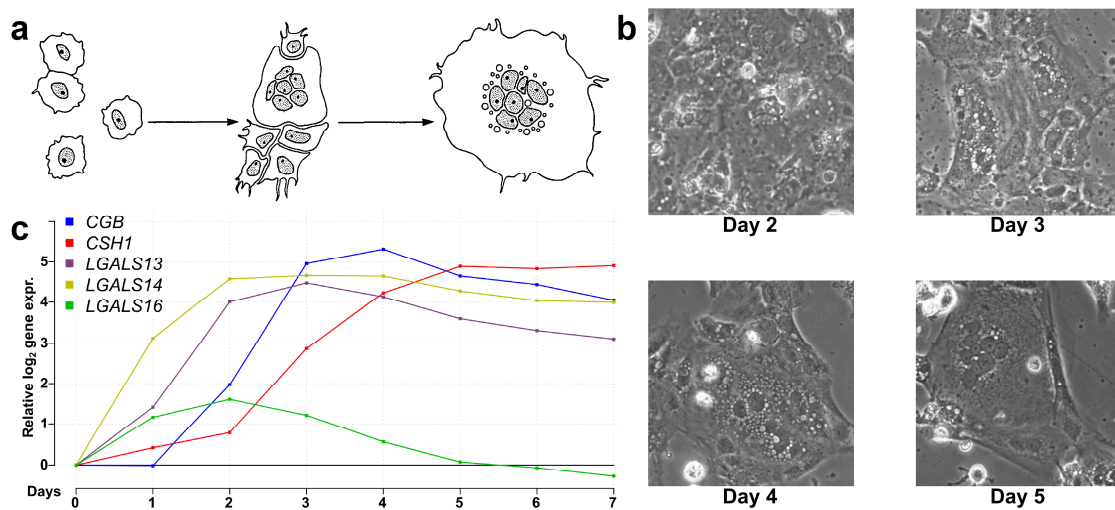 a
b
Day 2
Day 3
Day 4
Day 5
c
CGB
CSH1
LGALS13
LGALS14
LGALS16
Relative log₂ gene expr.
5
4
3
2
1
0
Days
0 1 2 3 4 5 6 7